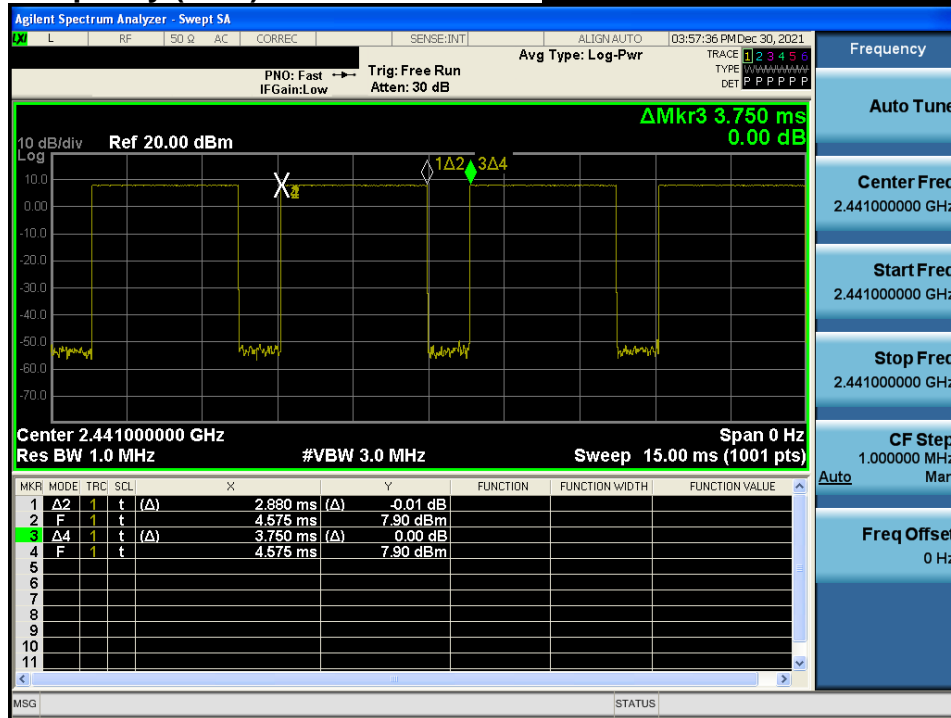 Agilent Spectrum Analyzer - Swept SA
LXI L RF 50 Ω AC CORREC SENSE:INT ALIGN AUTO 03:57:36 PM Dec 30, 2021
Frequency
Avg Type: Log-Pwr TRACE 1 2 3 4 5 6
PNO: Fast Trig: Free Run TYPE
IFGain:Low Atten: 30 dB DET P P P P P P
Auto Tune
ΔMkr3 3.750 ms
0.00 dB
10 dB/div Ref 20.00 dBm
Log
1Δ2 3Δ4
10.0
0.00
-10.0
-20.0
-30.0
-40.0
-50.0
-60.0
-70.0
Center Freq
2.441000000 GHz
Start Freq
2.441000000 GHz
Stop Freq
2.441000000 GHz
Center 2.441000000 GHz Span 0 Hz
Res BW 1.0 MHz #VBW 3.0 MHz Sweep 15.00 ms (1001 pts)
CF Step
1.000000 MHz
Auto Man
MKR MODE TRC SCL X Y FUNCTION FUNCTION WIDTH FUNCTION VALUE
1 Δ2 1 t (Δ) 2.880 ms (Δ) -0.01 dB
2 F 1 t 4.575 ms 7.90 dBm
3 Δ4 1 t (Δ) 3.750 ms (Δ) 0.00 dB
4 F 1 t 4.575 ms 7.90 dBm
5
6
7
8
9
10
11
Freq Offset
0 Hz
MSG STATUS